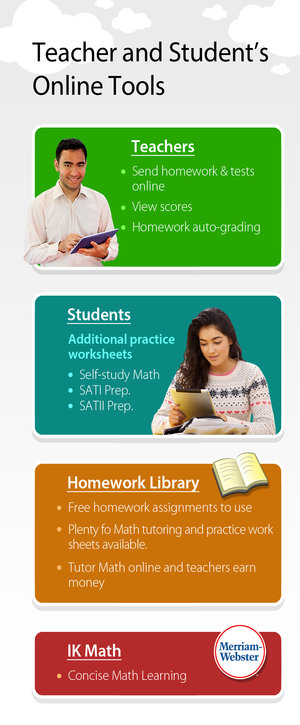 Teacher and Student's
Online Tools
Teachers
• Send homework & tests
online
• View scores
• Homework auto-grading
Students
Additional practice
worksheets
• Self-study Math
• SATI Prep.
• SATII Prep.
Homework Library
• Free homework assignments to use
• Plenty fo Math tutoring and practice work
sheets available.
• Tutor Math online and teachers earn
money
IK Math
• Concise Math Learning
Merriam-
Webster